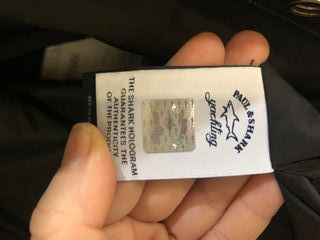 PAUL & SHARK
yachting
THE SHARK HOLOGRAM
GUARANTEES THE
AUTHENTICITY
OF THE PRODUCT